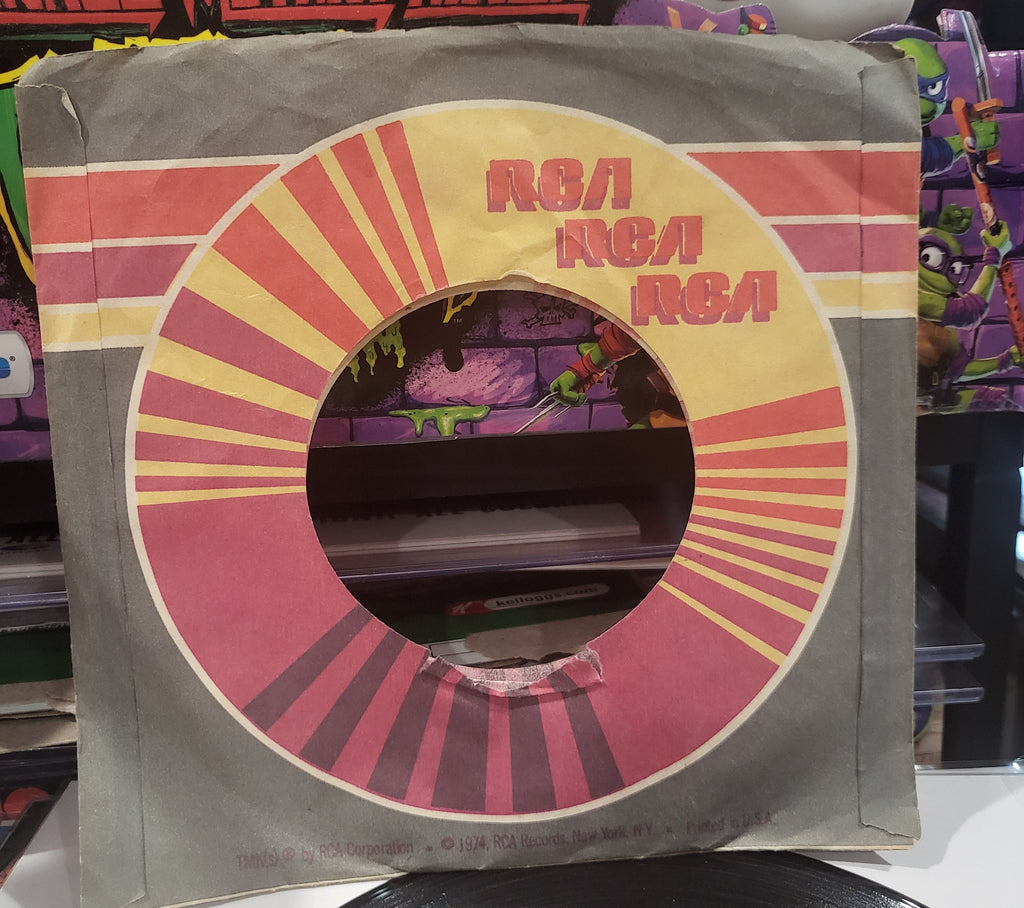 RCA
RCA
RCA
kelloggs.com
TMK(s) ® by RCA Corporation • © 1974, RCA Records, New York, N.Y. • Printed in U.S.A.